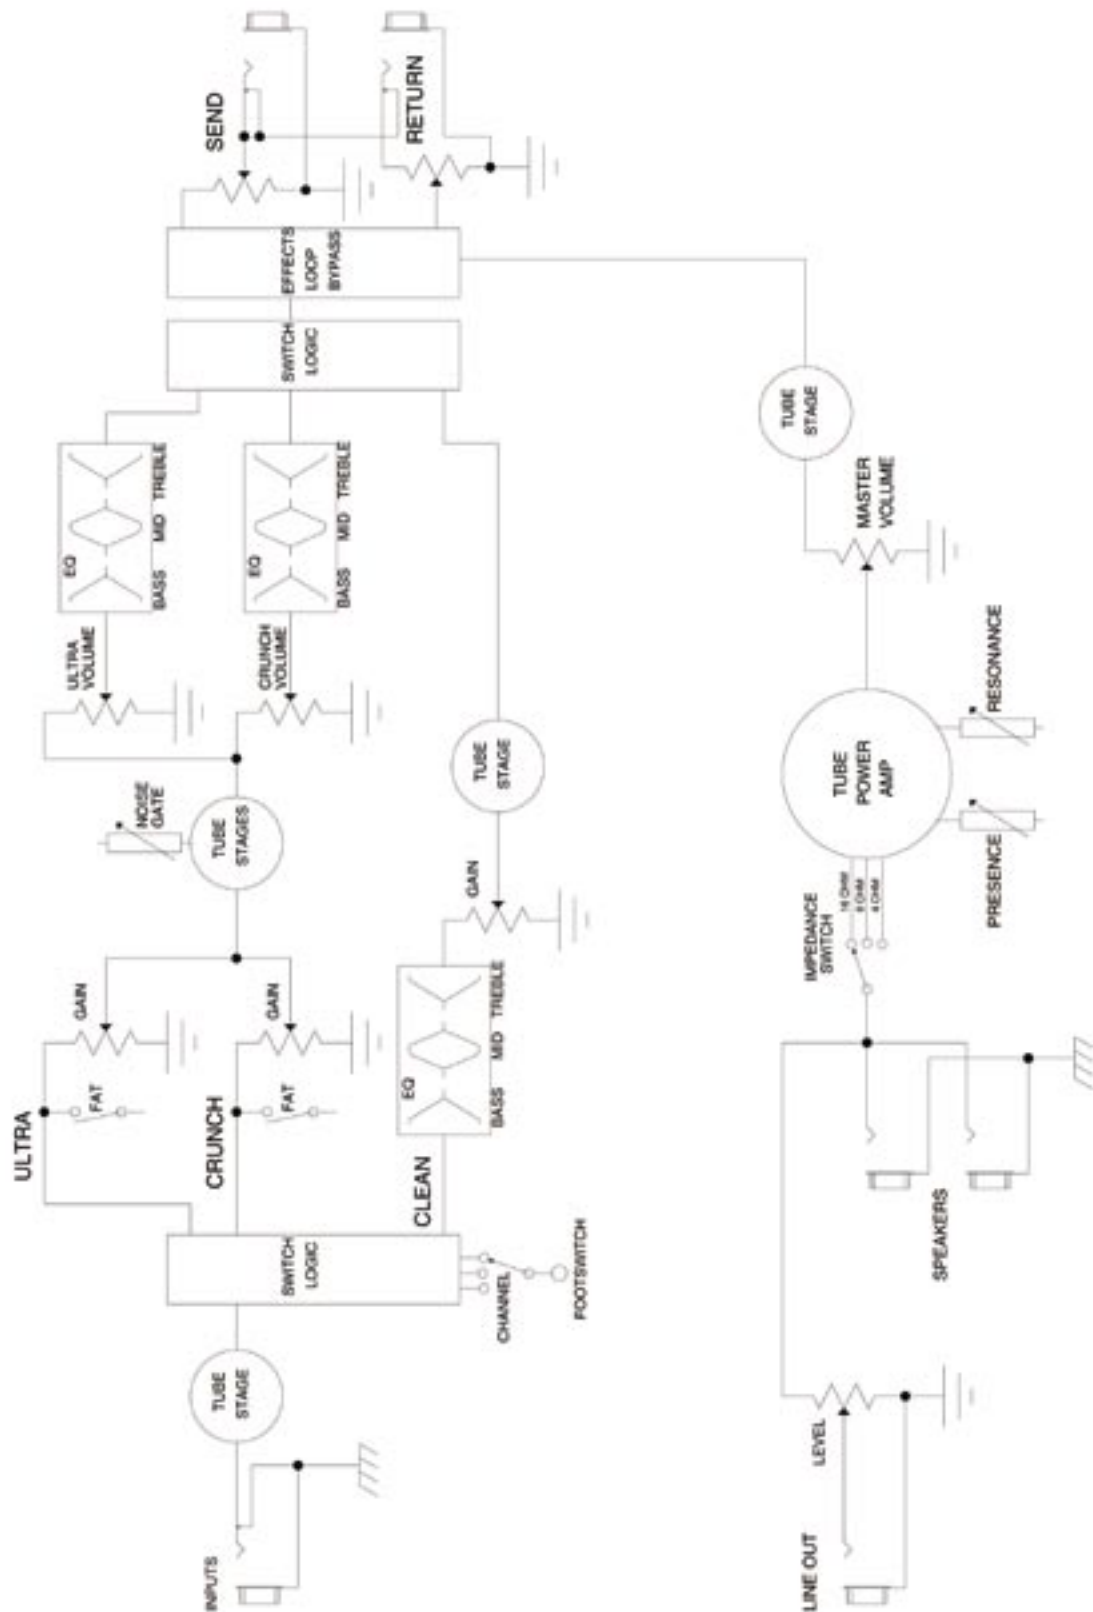 INPUTS
TUBE
STAGE
SWITCH
LOGIC
CHANNEL
FOOTSWITCH
ULTRA
FAT
GAIN
CRUNCH
FAT
GAIN
CLEAN
EQ
BASS MID TREBLE
GAIN
NOISE
GATE
TUBE
STAGES
TUBE
STAGE
ULTRA
VOLUME
EQ
BASS MID TREBLE
CRUNCH
VOLUME
EQ
BASS MID TREBLE
SWITCH
LOGIC
EFFECTS
LOOP
BYPASS
SEND
RETURN
LINE OUT
LEVEL
SPEAKERS
IMPEDANCE
SWITCH
16 OHM
8 OHM
4 OHM
TUBE
POWER
AMP
PRESENCE
RESONANCE
MASTER
VOLUME
TUBE
STAGE